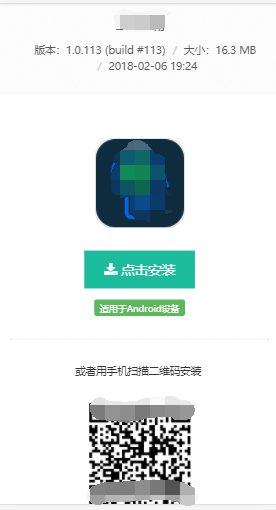 版本：1.0.113 (build #113) / 大小：16.3 MB
/ 2018-02-06 19:24
点击安装
适用于Android设备
或者用手机扫描二维码安装